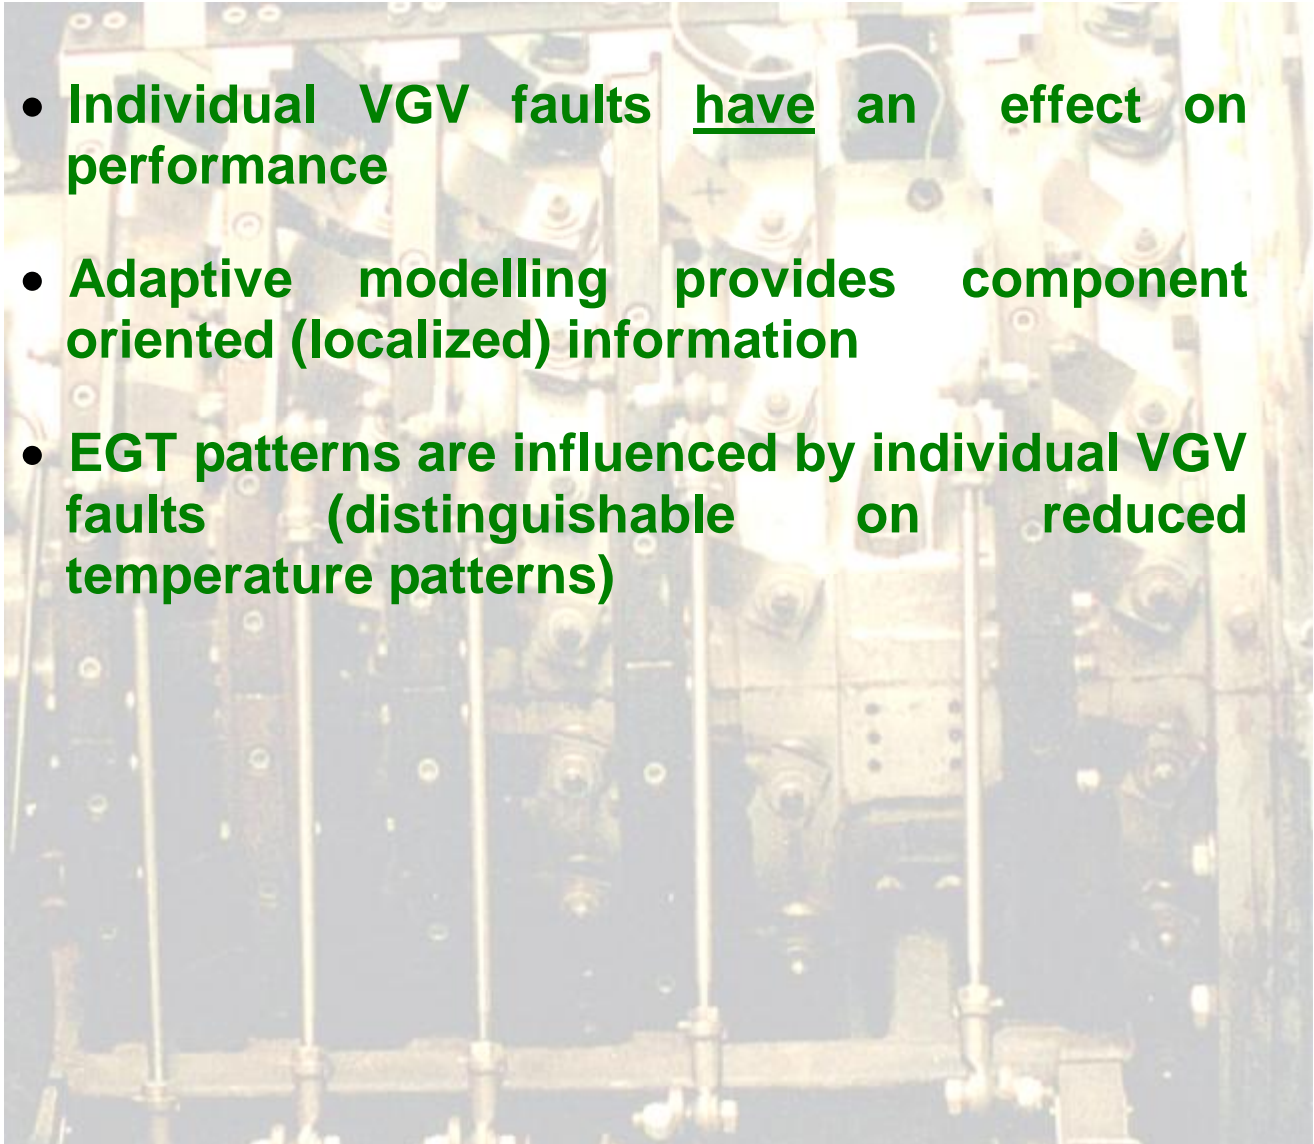 • Individual VGV faults have an effect on
performance
• Adaptive modelling provides component
oriented (localized) information
• EGT patterns are influenced by individual VGV
faults (distinguishable on reduced
temperature patterns)